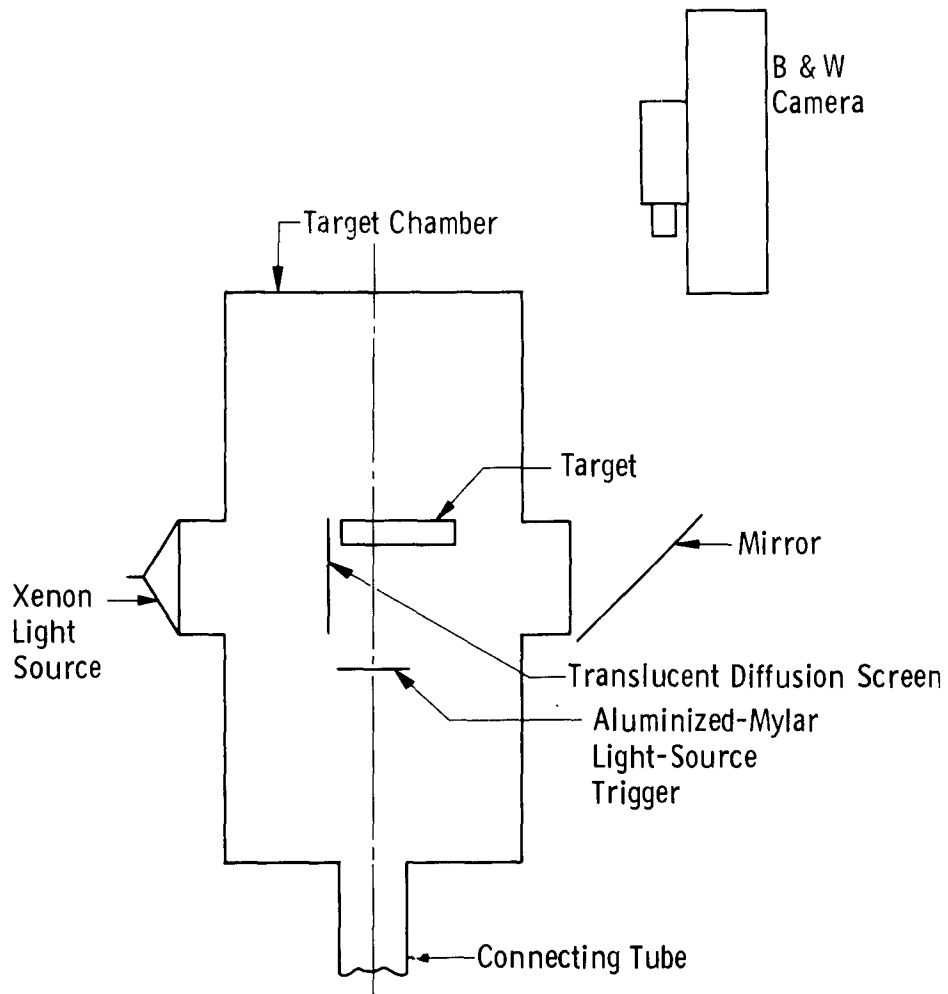 B & W
Camera
Target Chamber
Target
Mirror
Xenon
Light
Source
Translucent Diffusion Screen
Aluminized-Mylar
Light-Source
Trigger
Connecting Tube